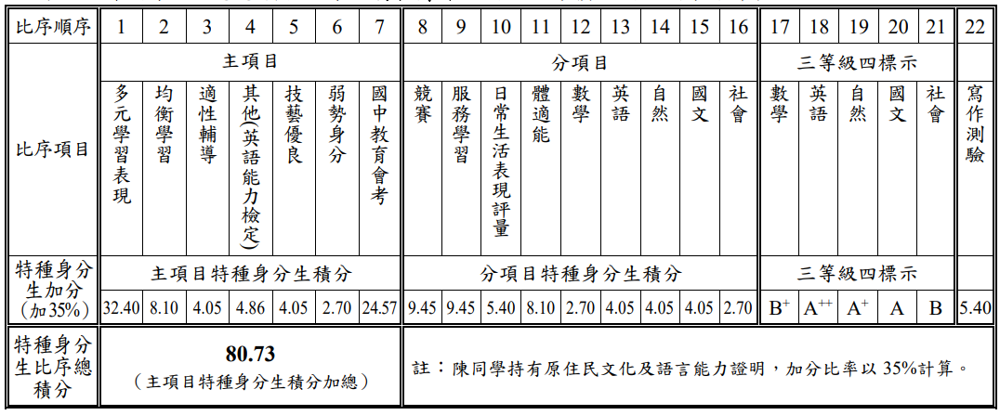 比序順序 1 2 3 4 5 6 7 8 9 10 11 12 13 14 15 16 17 18 19 20 21 22
主項目 分項目 三等級四標示
比序項目 多元學習表現 均衡學習 適性輔導 其他(英語能力檢定) 技藝優良 弱勢身分 國中教育會考 競賽 服務學習 日常生活表現評量 體適能 數學 英語 自然 國文 社會 數學 英語 自然 國文 社會 寫作測驗
特種身分
生加分
(加35%)
主項目特種身分生積分 分項目特種身分生積分 三等級四標示
32.40 8.10 4.05 4.86 4.05 2.70 24.57 9.45 9.45 5.40 8.10 2.70 4.05 4.05 4.05 2.70 B⁺ A⁺⁺ A⁺ A B 5.40
特種身分
生比序總
積分
80.73
(主項目特種身分生積分加總)
註：陳同學持有原住民文化及語言能力證明，加分比率以 35%計算。